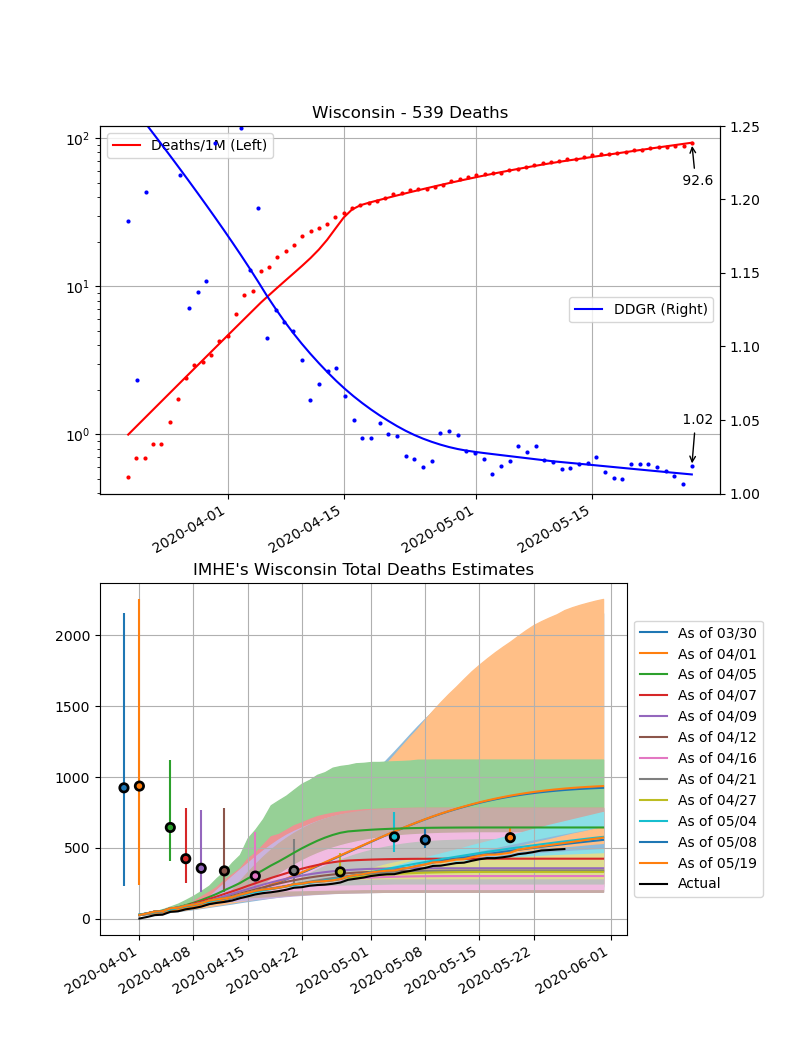 Wisconsin - 539 Deaths
10² 1.25
Deaths/1M (Left)
92.6
1.20
1.15
10¹
DDGR (Right)
1.10
1.02
10⁰ 1.05
1.00
2020-04-01 2020-04-15 2020-05-01 2020-05-15
IMHE's Wisconsin Total Deaths Estimates
2000
1500
1000
500
0
As of 03/30
As of 04/01
As of 04/05
As of 04/07
As of 04/09
As of 04/12
As of 04/16
As of 04/21
As of 04/27
As of 05/04
As of 05/08
As of 05/19
Actual
2020-04-01 2020-04-08 2020-04-15 2020-04-22 2020-05-01 2020-05-08 2020-05-15 2020-05-22 2020-06-01